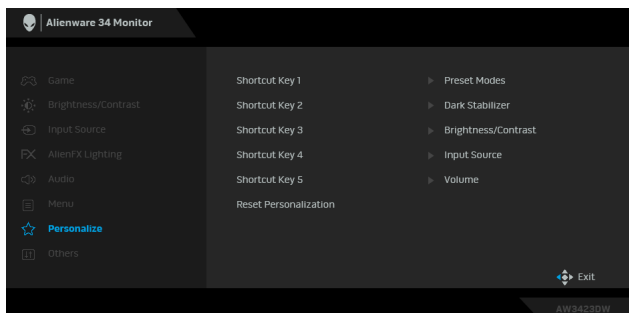 Alienware 34 Monitor
Game
Shortcut Key 1 Preset Modes
Brightness/Contrast
Shortcut Key 2 Dark Stabilizer
Input Source
Shortcut Key 3 Brightness/Contrast
FX AlienFX Lighting
Shortcut Key 4 Input Source
Audio
Shortcut Key 5 Volume
Menu
Reset Personalization
Personalize
Others
Exit
AW3423DW